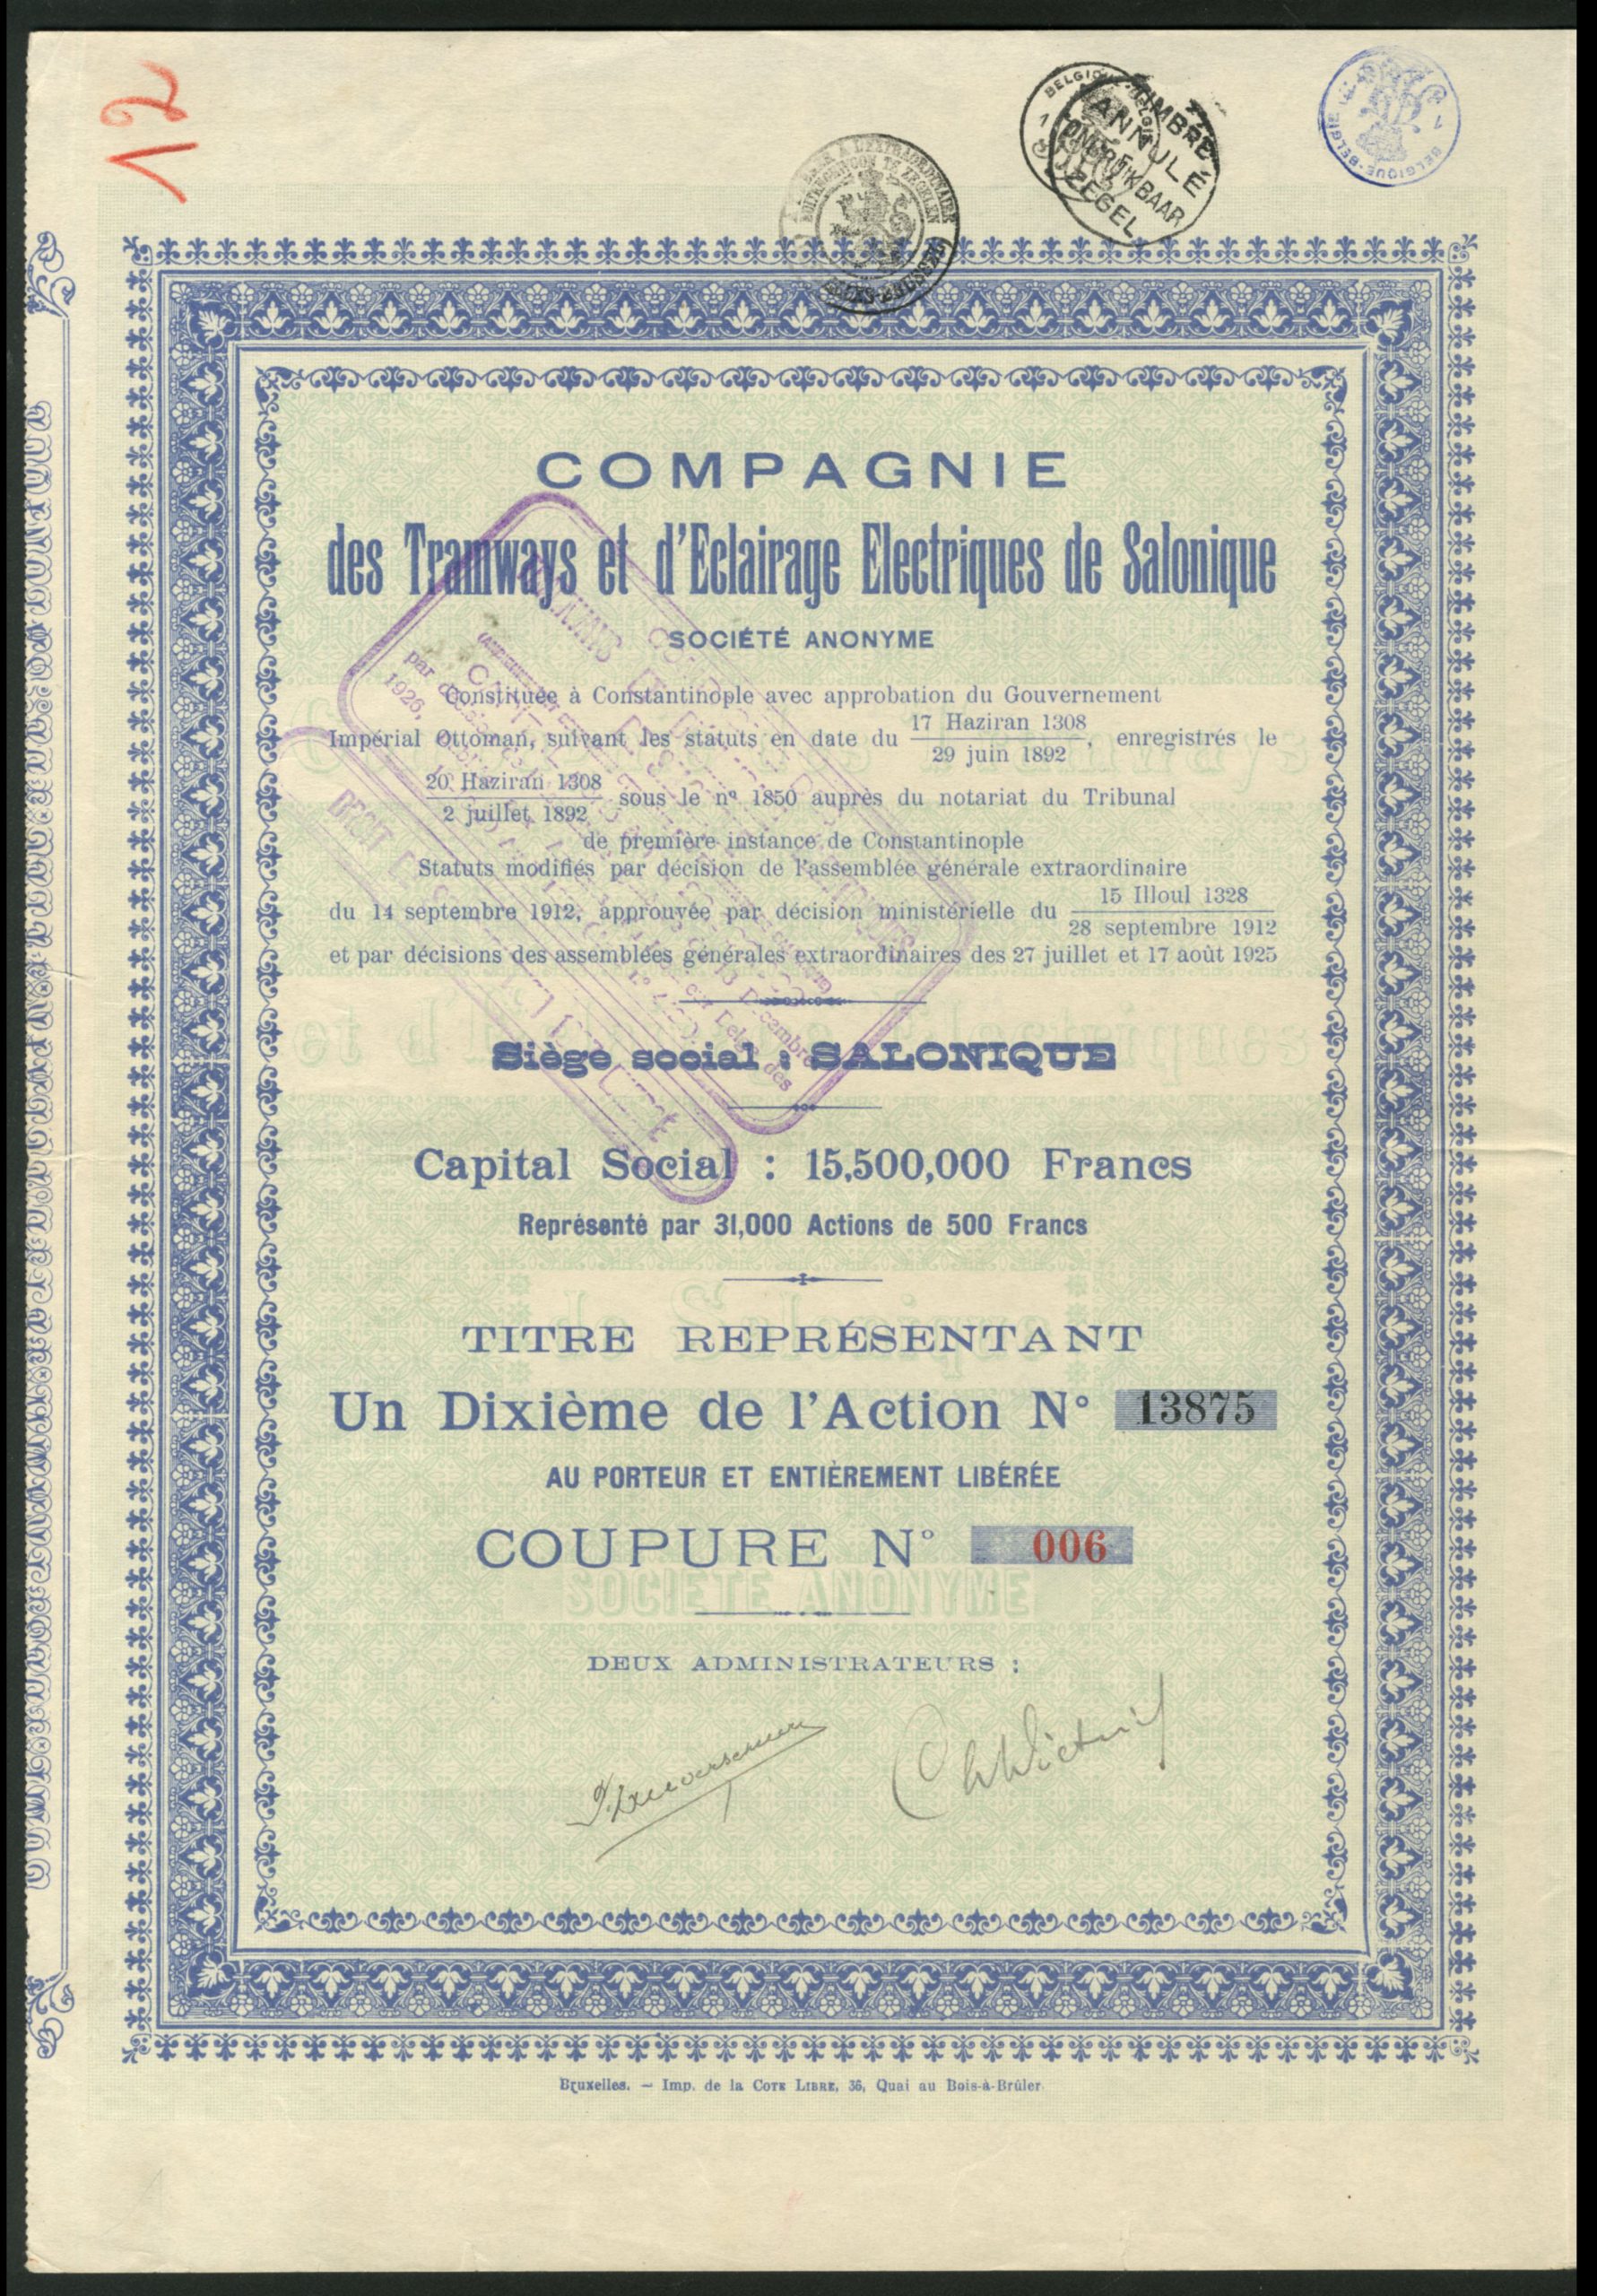 12
BELGIQUE
TIMBRE
ANNULÉ
ONBRUIKBAAR
ZEGEL
BELGIQUE-BELGIE
COMPAGNIE
des Tramways et d'Eclairage Electriques de Salonique
SOCIÉTÉ ANONYME
Constituée à Constantinople avec approbation du Gouvernement
Impérial Ottoman, suivant les statuts en date du 17 Haziran 1308 / 29 juin 1892, enregistrés le
20 Haziran 1308 / 2 juillet 1892 sous le nº 1850 auprès du notariat du Tribunal
de première instance de Constantinople
Statuts modifiés par décision de l'assemblée générale extraordinaire
du 14 septembre 1912, approuvée par décision ministérielle du 15 Illoul 1328 / 28 septembre 1912
et par décisions des assemblées générales extraordinaires des 27 juillet et 17 août 1925
Siège social : SALONIQUE
Capital Social : 15,500,000 Francs
Représenté par 31,000 Actions de 500 Francs
TITRE REPRÉSENTANT
Un Dixième de l'Action N° 13875
AU PORTEUR ET ENTIÈREMENT LIBÉRÉE
COUPURE N° 006
SOCIETE ANONYME
DEUX ADMINISTRATEURS :
Bruxelles. — Imp. de la COTE LIBRE, 36, Quai au Bois-à-Brûler.